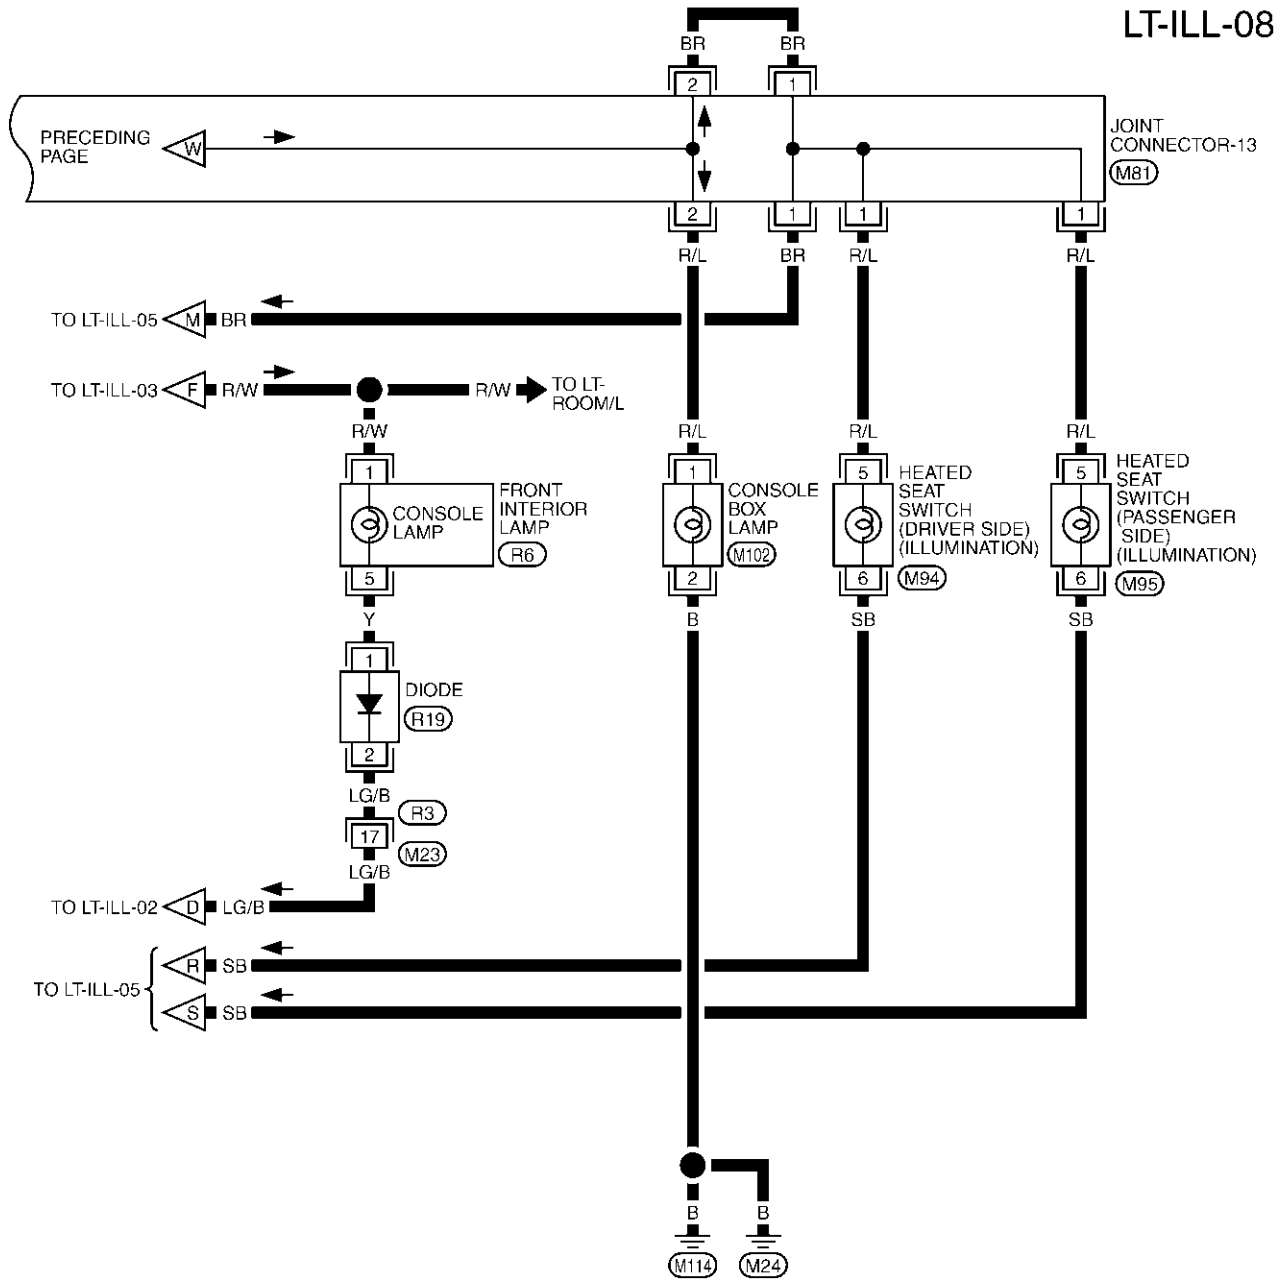 LT-ILL-08
BR BR
2 1
PRECEDING
PAGE
W
JOINT
CONNECTOR-13
M81
2 1 1 1
R/L BR R/L R/L
TO LT-ILL-05 M BR
TO LT-ILL-03 F R/W R/W TO LT-
ROOM/L
R/W R/L R/L R/L
1 1 5 5
CONSOLE
LAMP
FRONT
INTERIOR
LAMP
R6
CONSOLE
BOX
LAMP
M102
HEATED
SEAT
SWITCH
(DRIVER SIDE)
(ILLUMINATION)
M94
HEATED
SEAT
SWITCH
(PASSENGER
SIDE)
(ILLUMINATION)
M95
5 2 6 6
Y B SB SB
1
DIODE
R19
2
LG/B
R3
17
M23
LG/B
TO LT-ILL-02 D LG/B
R SB
TO LT-ILL-05
S SB
B B
M114 M24